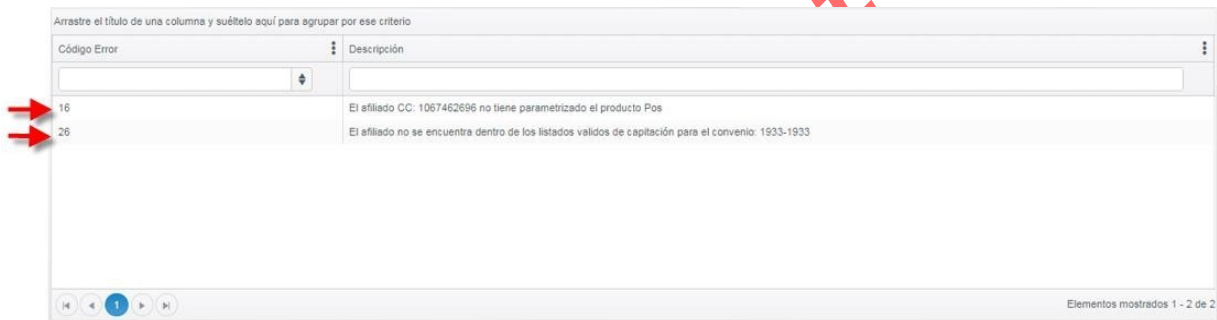 Arrastre el título de una columna y suéltelo aquí para agrupar por ese criterio
Código Error Descripción
16 El afiliado CC: 1067462696 no tiene parametrizado el producto Pos
26 El afiliado no se encuentra dentro de los listados validos de capitación para el convenio: 1933-1933
1 Elementos mostrados 1 - 2 de 2